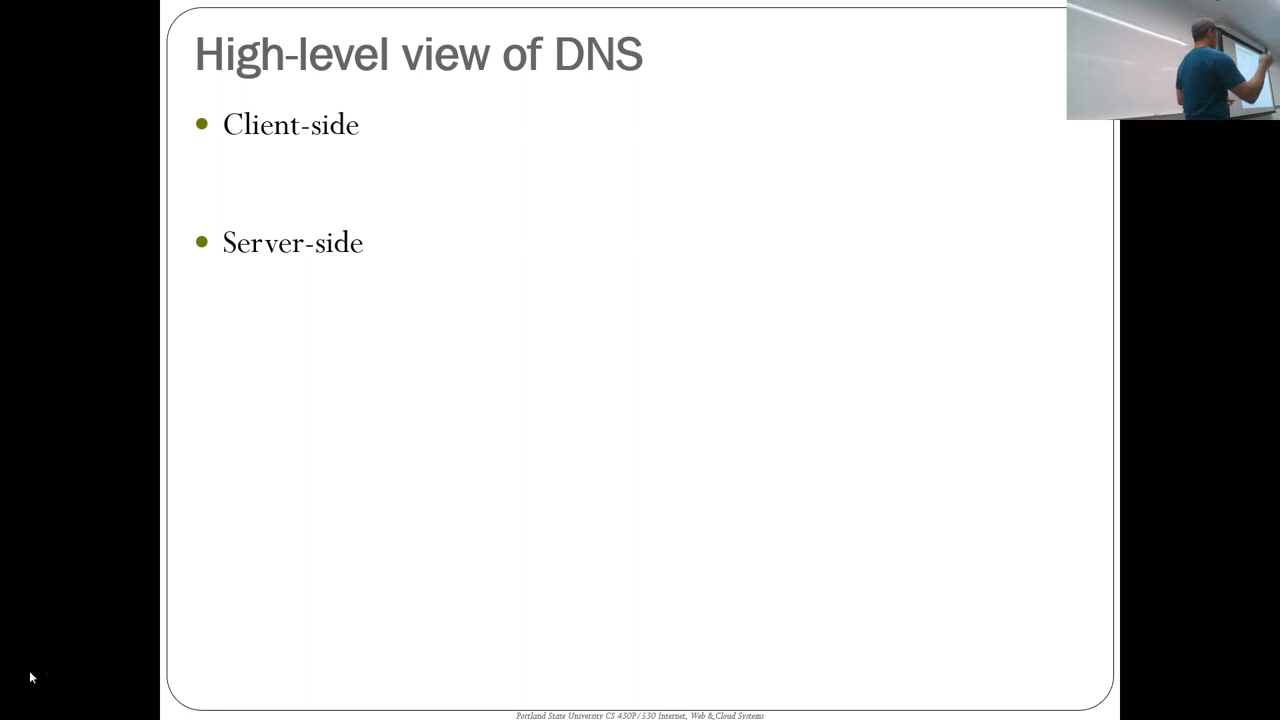 High-level view of DNS
Client-side
Server-side
Portland State University CS 430P/530 Internet, Web & Cloud Systems